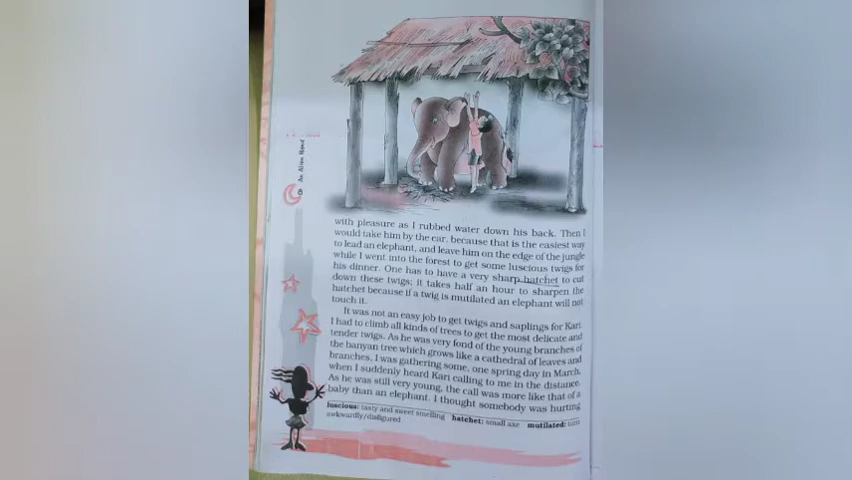 An Alien Hand
with pleasure as I rubbed water down his back. Then I
would take him by the ear, because that is the easiest way
to lead an elephant, and leave him on the edge of the jungle
while I went into the forest to get some luscious twigs for
his dinner. One has to have a very sharp hatchet to cut
down these twigs; it takes half an hour to sharpen the
hatchet because if a twig is mutilated an elephant will not
touch it.
It was not an easy job to get twigs and saplings for Kari.
I had to climb all kinds of trees to get the most delicate and
tender twigs. As he was very fond of the young branches of
the banyan tree which grows like a cathedral of leaves and
branches, I was gathering some, one spring day in March,
when I suddenly heard Kari calling to me in the distance.
As he was still very young, the call was more like that of a
baby than an elephant. I thought somebody was hurting
luscious: tasty and sweet smelling hatchet: small axe mutilated: cut
awkwardly/disfigured